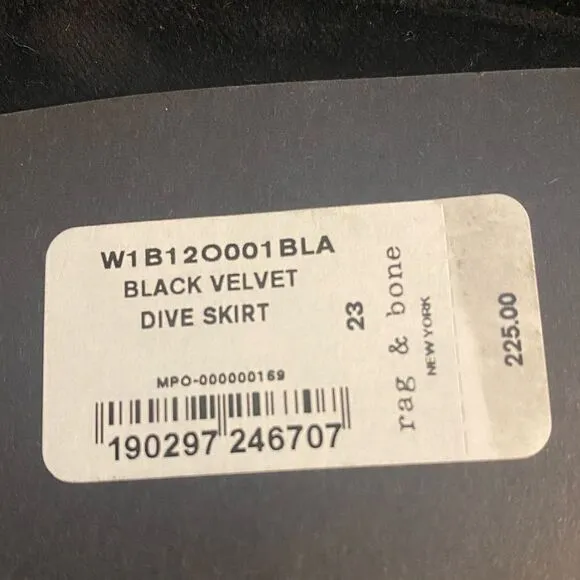 W1B12O001BLA
BLACK VELVET
DIVE SKIRT
MPO-000000169
190297 246707
23
rag & bone
NEW YORK
225.00